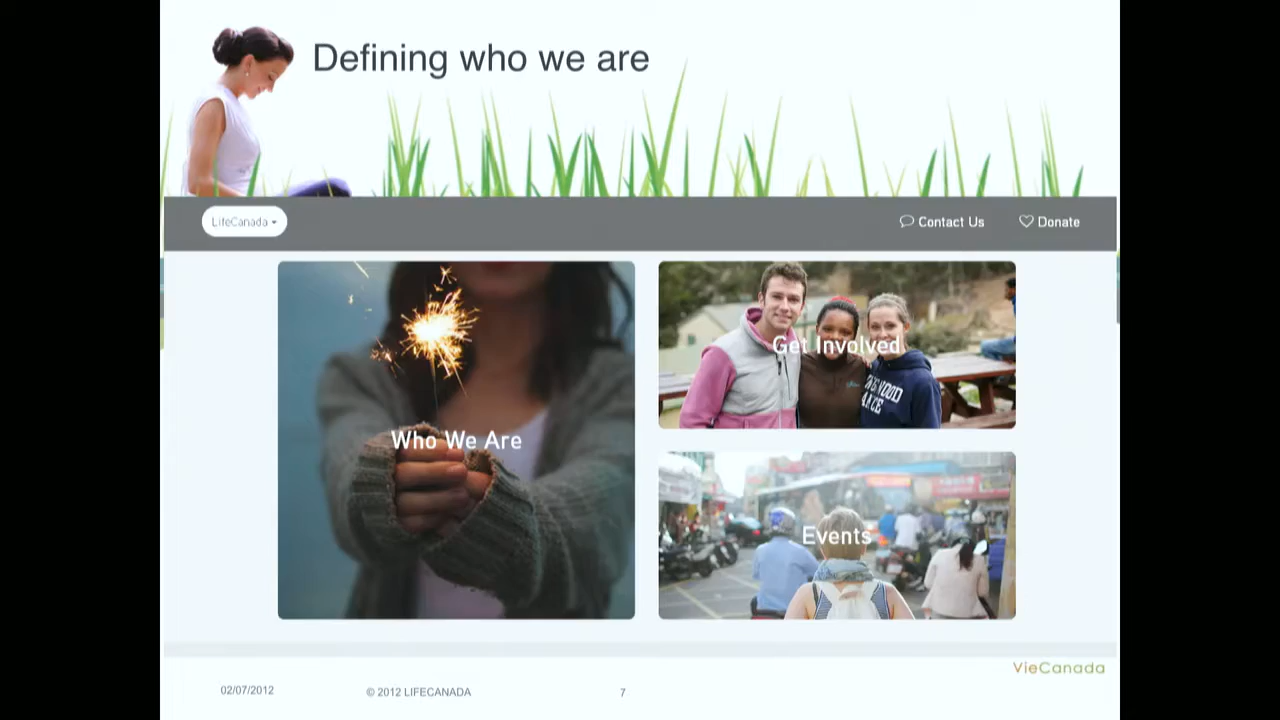 Defining who we are
LifeCanada
Contact Us
Donate
Who We Are
Get Involved
Events
VieCanada
02/07/2012
© 2012 LIFECANADA
7